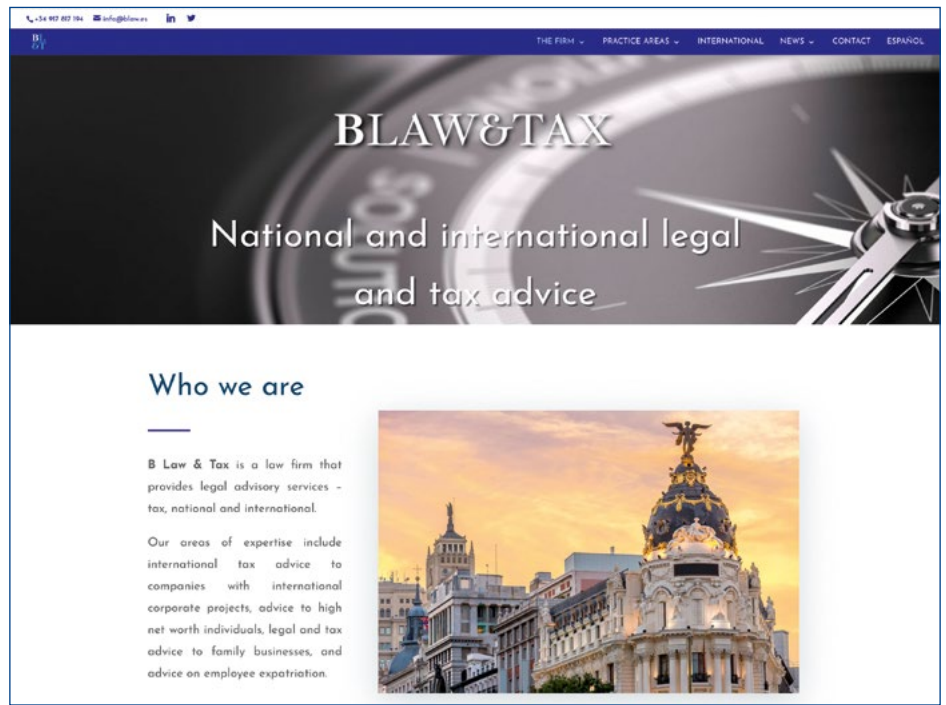 +34 917 817 194 info@blaw.es in
BL
&T
THE FIRM PRACTICE AREAS INTERNATIONAL NEWS CONTACT ESPAÑOL
BLAW&TAX
National and international legal
and tax advice
Who we are
B Law & Tax is a law firm that
provides legal advisory services –
tax, national and international.
Our areas of expertise include
international tax advice to
companies with international
corporate projects, advice to high
net worth individuals, legal and tax
advice to family businesses, and
advice on employee expatriation.